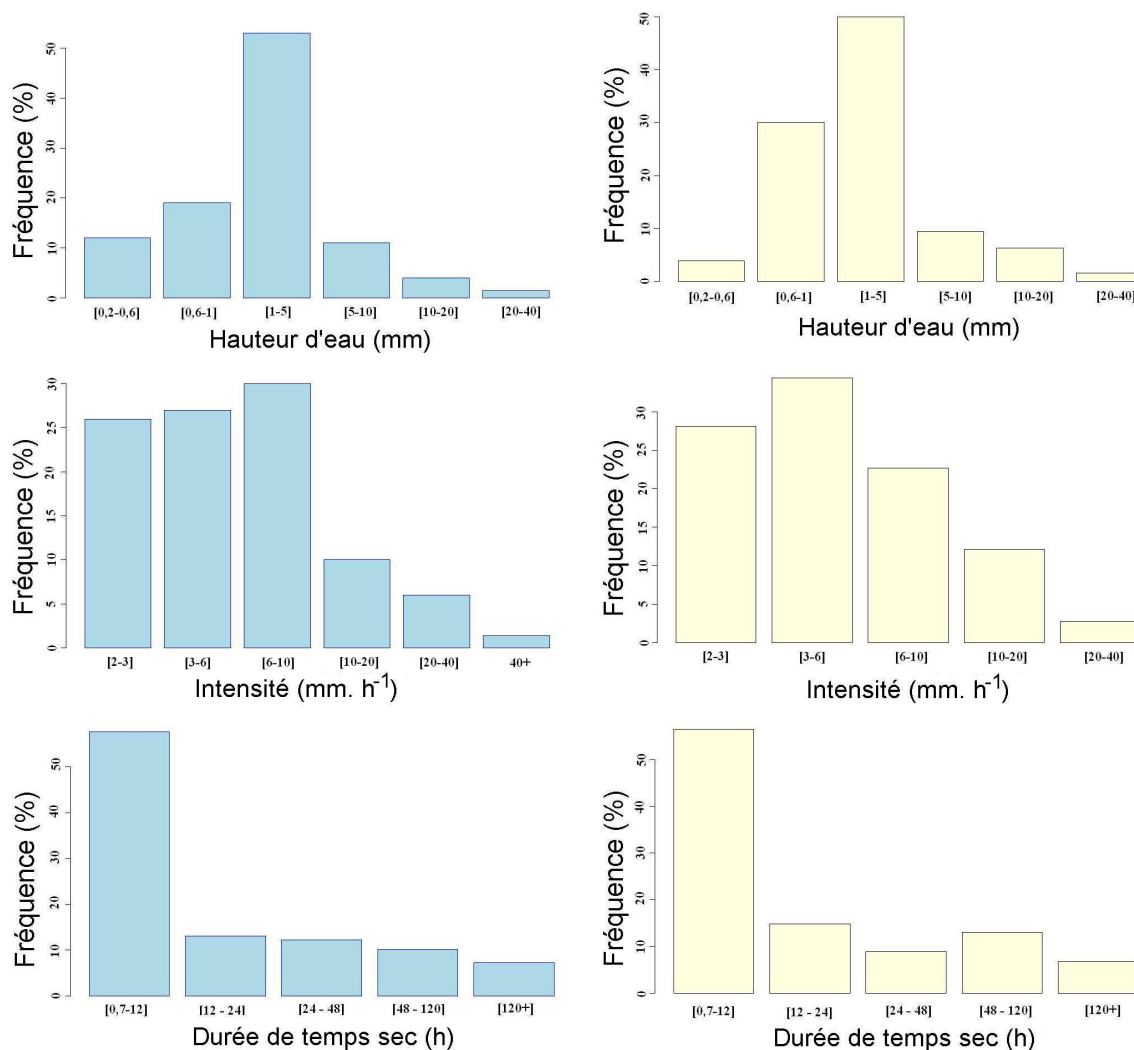 Fréquence (%)
50
40
30
20
10
0
[0,2-0,6] [0,6-1] [1-5] [5-10] [10-20] [20-40]
Hauteur d'eau (mm)
Fréquence (%)
50
40
30
20
10
0
[0,2-0,6] [0,6-1] [1-5] [5-10] [10-20] [20-40]
Hauteur d'eau (mm)
Fréquence (%)
30
25
20
15
10
5
0
[2-3] [3-6] [6-10] [10-20] [20-40] 40+
Intensité (mm. h-1)
Fréquence (%)
30
25
20
15
10
5
0
[2-3] [3-6] [6-10] [10-20] [20-40]
Intensité (mm. h-1)
Fréquence (%)
50
40
30
20
10
0
[0,7-12] [12 - 24] [24 - 48] [48 - 120] [120+]
Durée de temps sec (h)
Fréquence (%)
50
40
30
20
10
0
[0,7-12] [12 - 24] [24 - 48] [48 - 120] [120+]
Durée de temps sec (h)